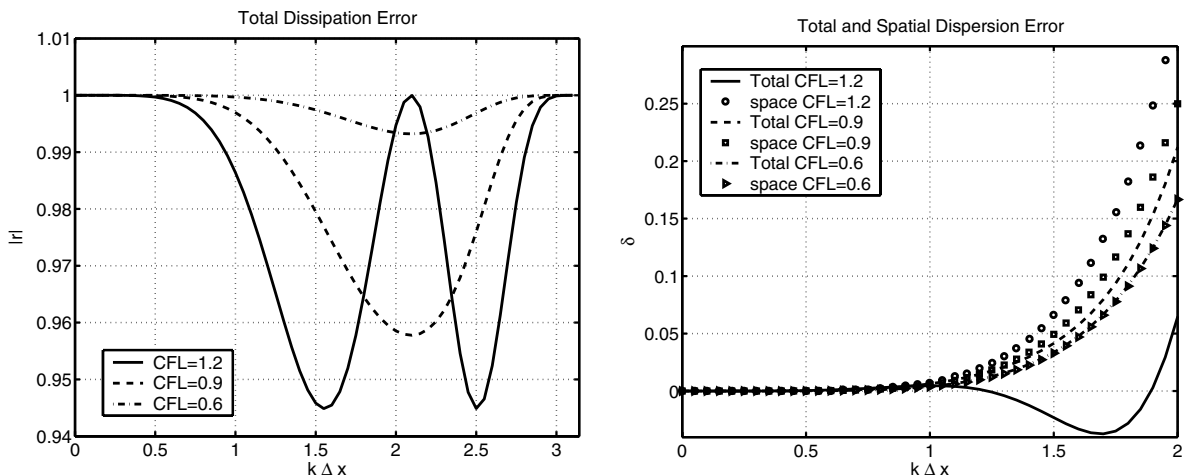 Total Dissipation Error
1.01
1
0.99
0.98
0.97
0.96
0.95
0.94
|r|
CFL=1.2
CFL=0.9
CFL=0.6
0 0.5 1 1.5 2 2.5 3
k Δ x
Total and Spatial Dispersion Error
Total CFL=1.2
space CFL=1.2
Total CFL=0.9
space CFL=0.9
Total CFL=0.6
space CFL=0.6
0.25
0.2
0.15
0.1
0.05
0
δ
0 0.5 1 1.5 2
k Δ x